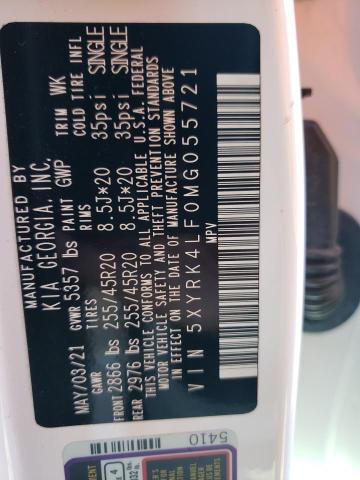 MANUFACTURED BY
KIA GEORGIA, INC.
MAY/03/21 GVWR 5357 lbs PAINT GWP TRIM WK
GAWR TIRES RIMS COLD TIRE INFL
FRONT 2866 lbs 255/45R20 8.5J*20 35psi SINGLE
REAR 2976 lbs 255/45R20 8.5J*20 35psi SINGLE
THIS VEHICLE CONFORMS TO ALL APPLICABLE U.S.A. FEDERAL
MOTOR VEHICLE SAFETY AND THEFT PREVENTION STANDARDS
IN EFFECT ON THE DATE OF MANUFACTURE SHOWN ABOVE
VIN 5XYRK4LF0MG055721
MPV
5410